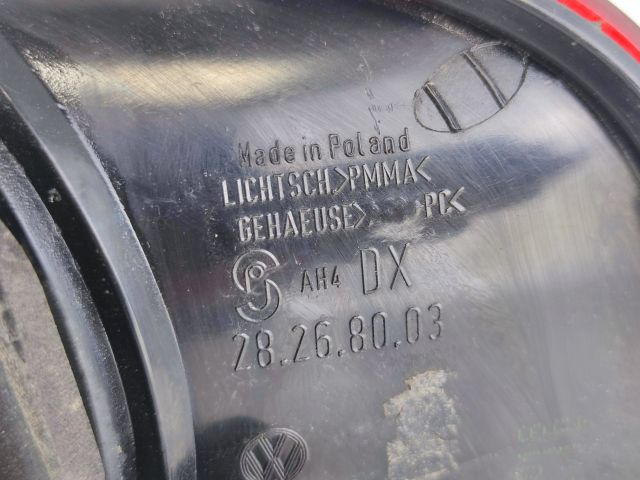 Made in Poland
LICHTSCH.>PMMA<
GEHAEUSE> PC<
AH4 DX
28.26.80.03